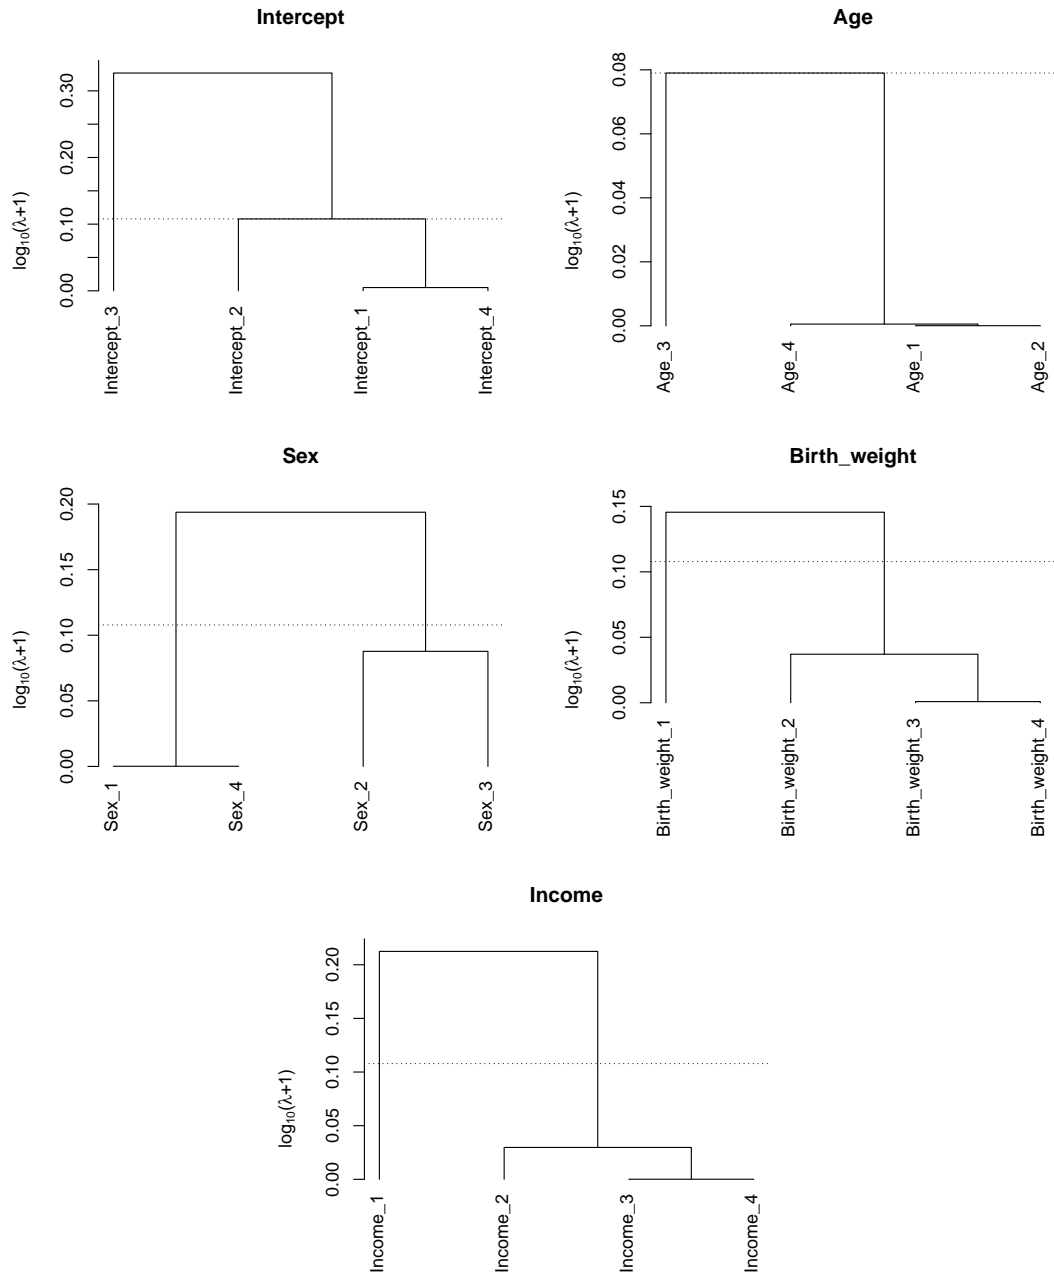 Intercept
log₁₀(λ+1)
0.00
0.10
0.20
0.30
Intercept_3
Intercept_2
Intercept_1
Intercept_4
Age
log₁₀(λ+1)
0.00
0.02
0.04
0.06
0.08
Age_3
Age_4
Age_1
Age_2
Sex
log₁₀(λ+1)
0.00
0.05
0.10
0.15
0.20
Sex_1
Sex_4
Sex_2
Sex_3
Birth_weight
log₁₀(λ+1)
0.00
0.05
0.10
0.15
Birth_weight_1
Birth_weight_2
Birth_weight_3
Birth_weight_4
Income
log₁₀(λ+1)
0.00
0.05
0.10
0.15
0.20
Income_1
Income_2
Income_3
Income_4